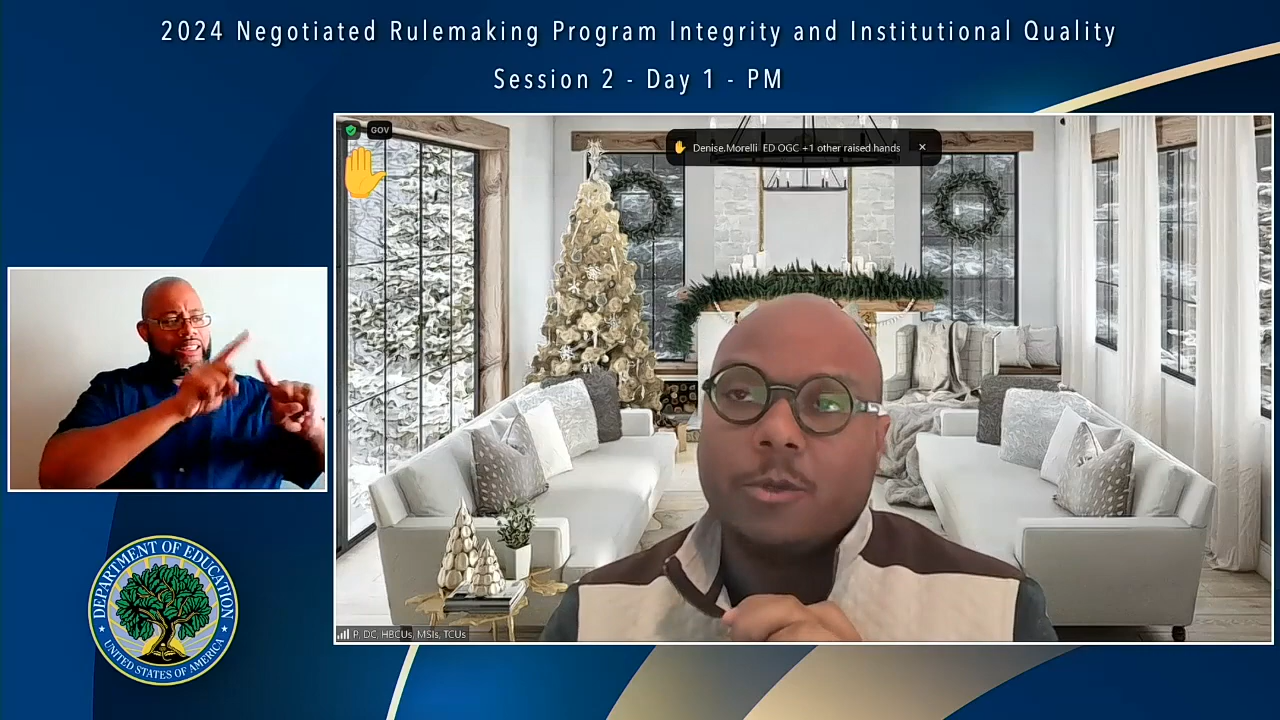 2024 Negotiated Rulemaking Program Integrity and Institutional Quality
Session 2 - Day 1 - PM
GOV
Denise.Morelli ED OGC +1 other raised hands
P, DC, HBCUs, MSIs, TCUs
DEPARTMENT OF EDUCATION
UNITED STATES OF AMERICA